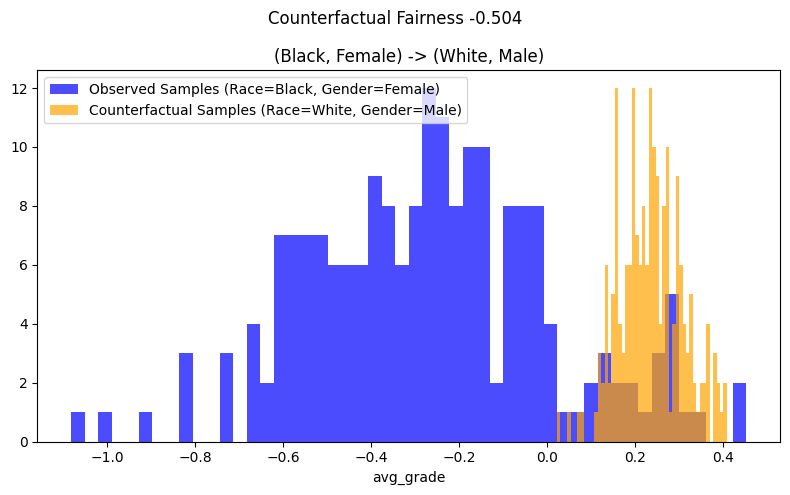 Counterfactual Fairness -0.504
(Black, Female) -> (White, Male)
Observed Samples (Race=Black, Gender=Female)
Counterfactual Samples (Race=White, Gender=Male)
12
10
8
6
4
2
0
−1.0 −0.8 −0.6 −0.4 −0.2 0.0 0.2 0.4
avg_grade